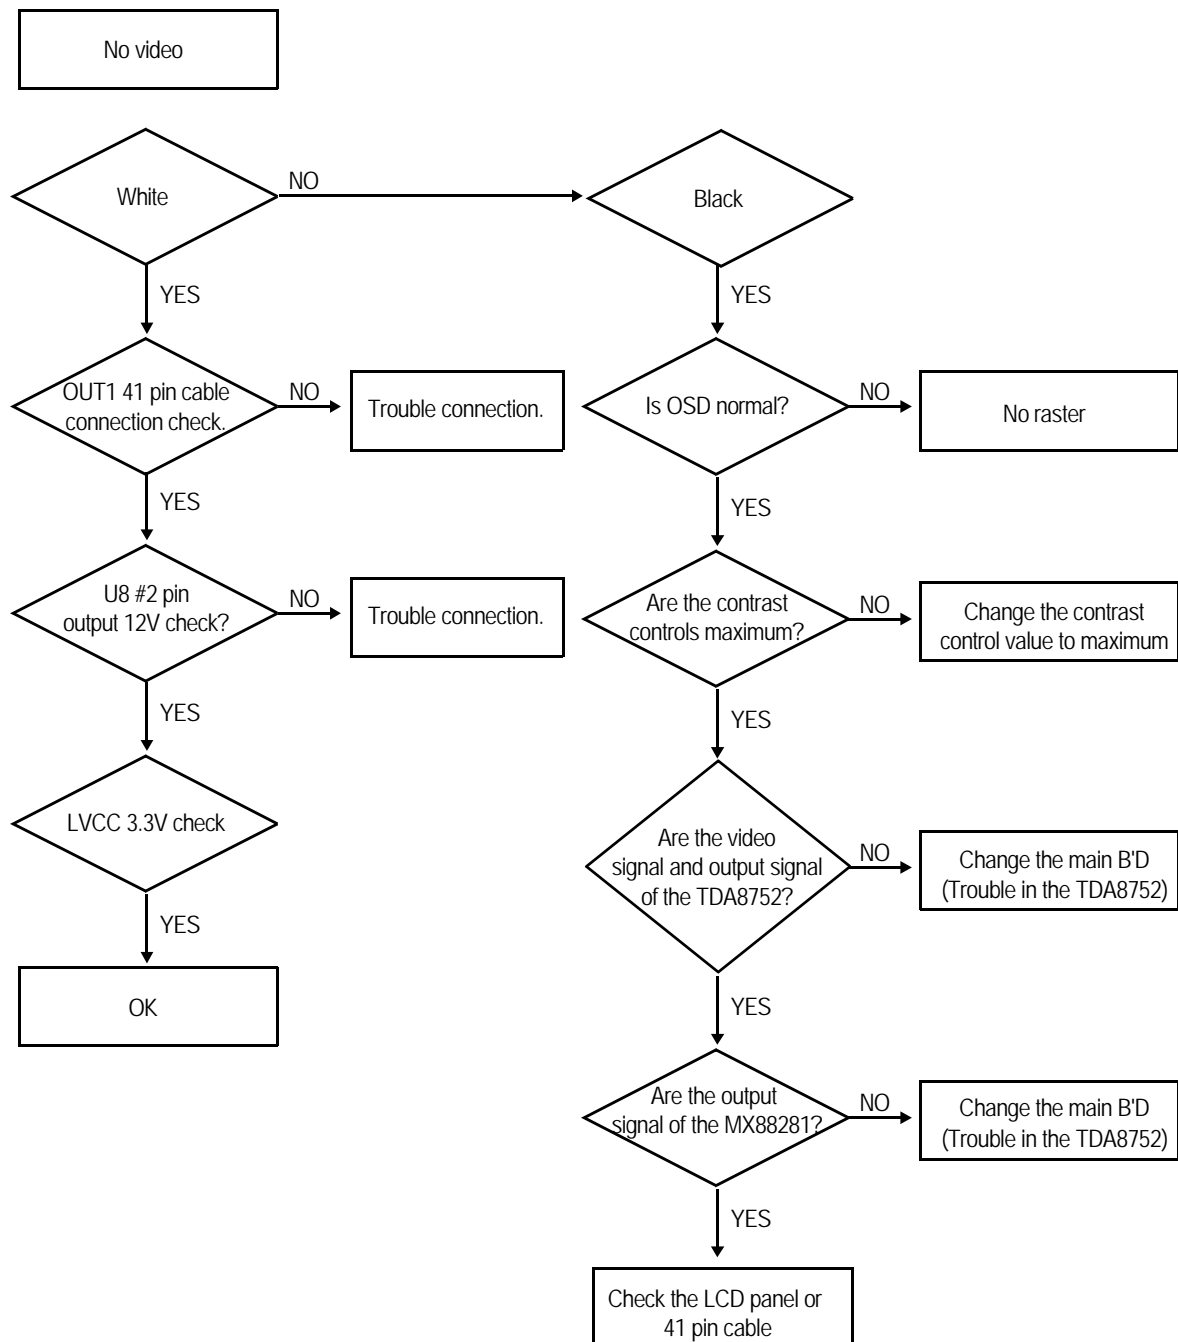 No video
White
NO
Black
YES
YES
OUT1 41 pin cable
connection check.
NO
Trouble connection.
Is OSD normal?
NO
No raster
YES
YES
U8 #2 pin
output 12V check?
NO
Trouble connection.
Are the contrast
controls maximum?
NO
Change the contrast
control value to maximum
YES
YES
LVCC 3.3V check
Are the video
signal and output signal
of the TDA8752?
NO
Change the main B'D
(Trouble in the TDA8752)
YES
OK
YES
Are the output
signal of the MX88281?
NO
Change the main B'D
(Trouble in the TDA8752)
YES
Check the LCD panel or
41 pin cable